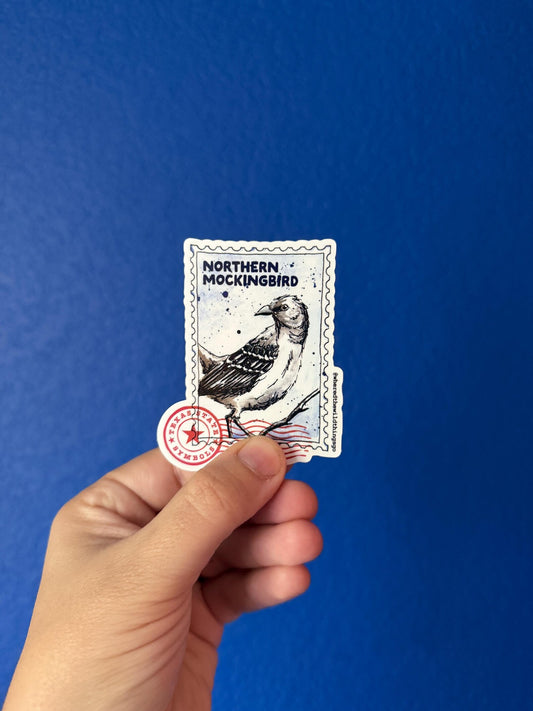 NORTHERN
MOCKINGBIRD
TEXAS STATE
SYMBOLS